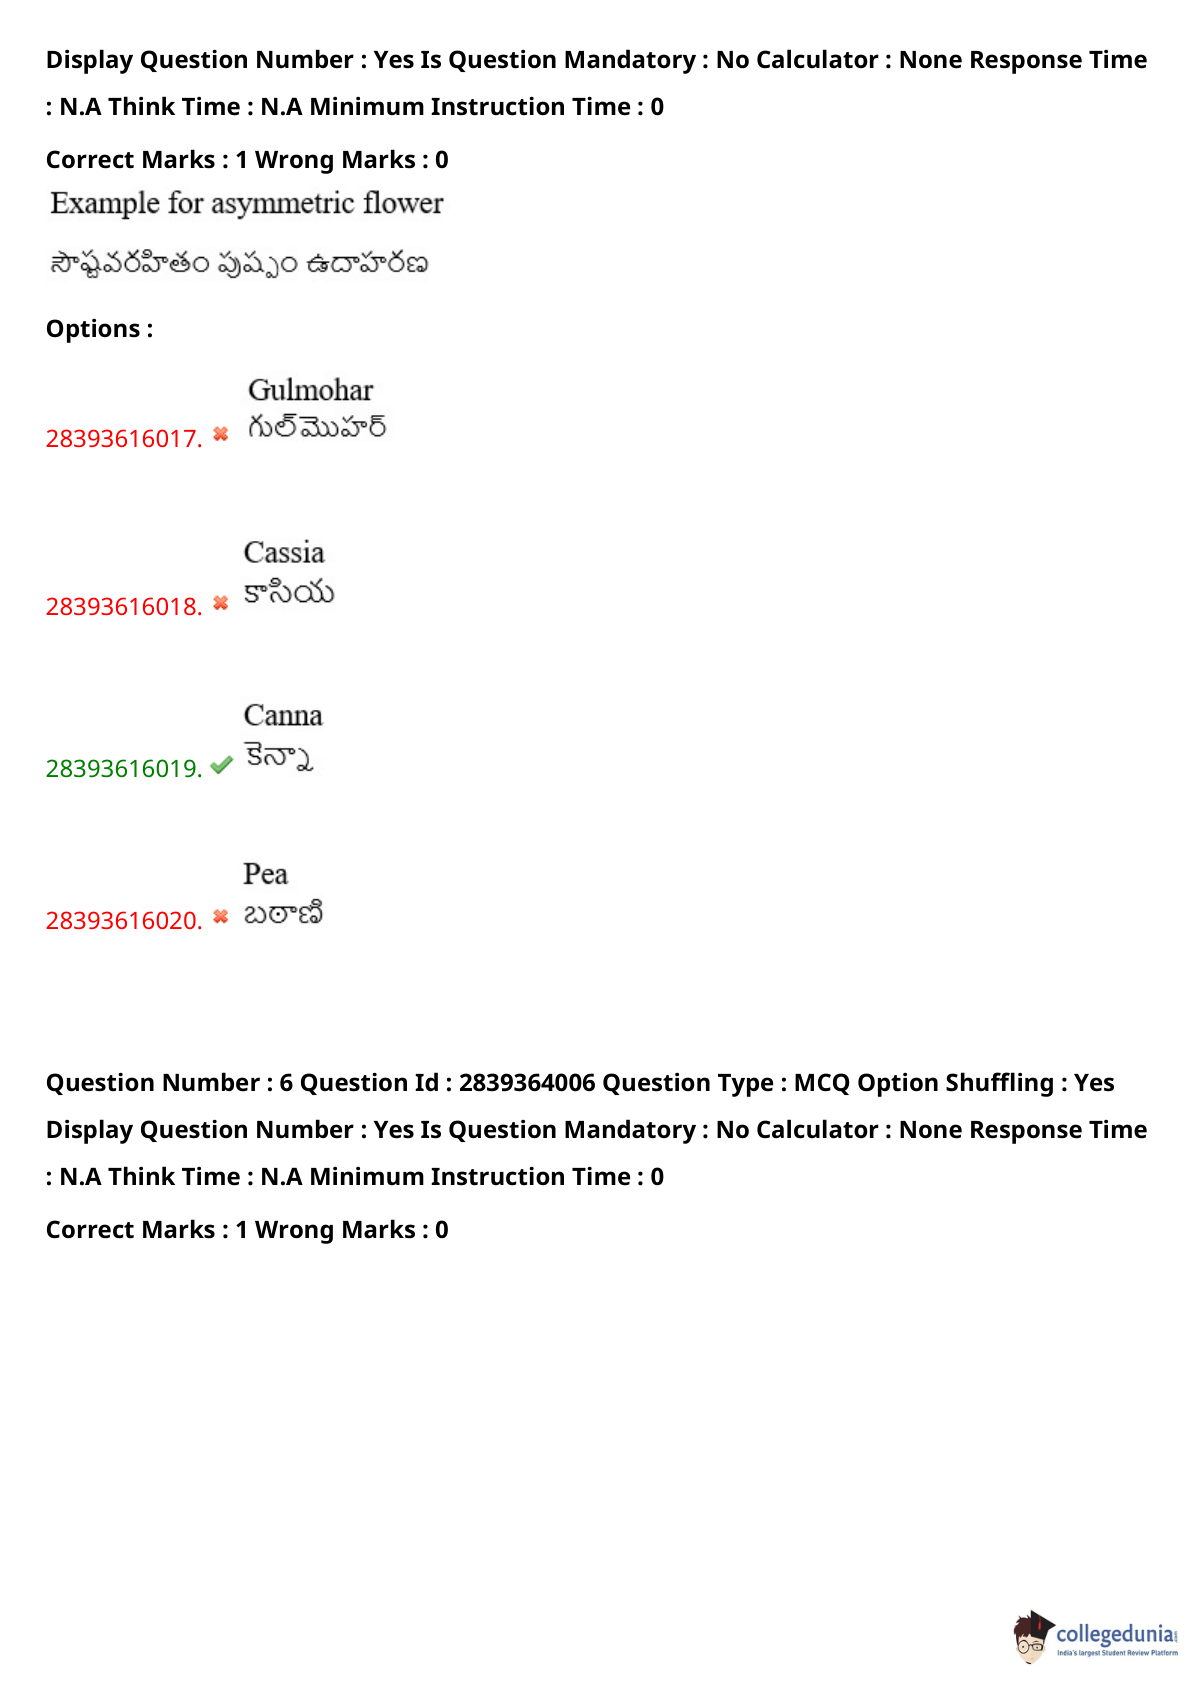 Display Question Number : Yes Is Question Mandatory : No Calculator : None Response Time
: N.A Think Time : N.A Minimum Instruction Time : 0
Correct Marks : 1 Wrong Marks : 0
Example for asymmetric flower
సౌష్టవరహితం పుష్పం ఉదాహరణ
Options :
Gulmohar
28393616017. గుల్‌మొహర్
Cassia
28393616018. కాసియ
Canna
28393616019. కెన్నా
Pea
28393616020. బఠాణి
Question Number : 6 Question Id : 2839364006 Question Type : MCQ Option Shuffling : Yes
Display Question Number : Yes Is Question Mandatory : No Calculator : None Response Time
: N.A Think Time : N.A Minimum Instruction Time : 0
Correct Marks : 1 Wrong Marks : 0
collegedunia
India's largest Student Review Platform